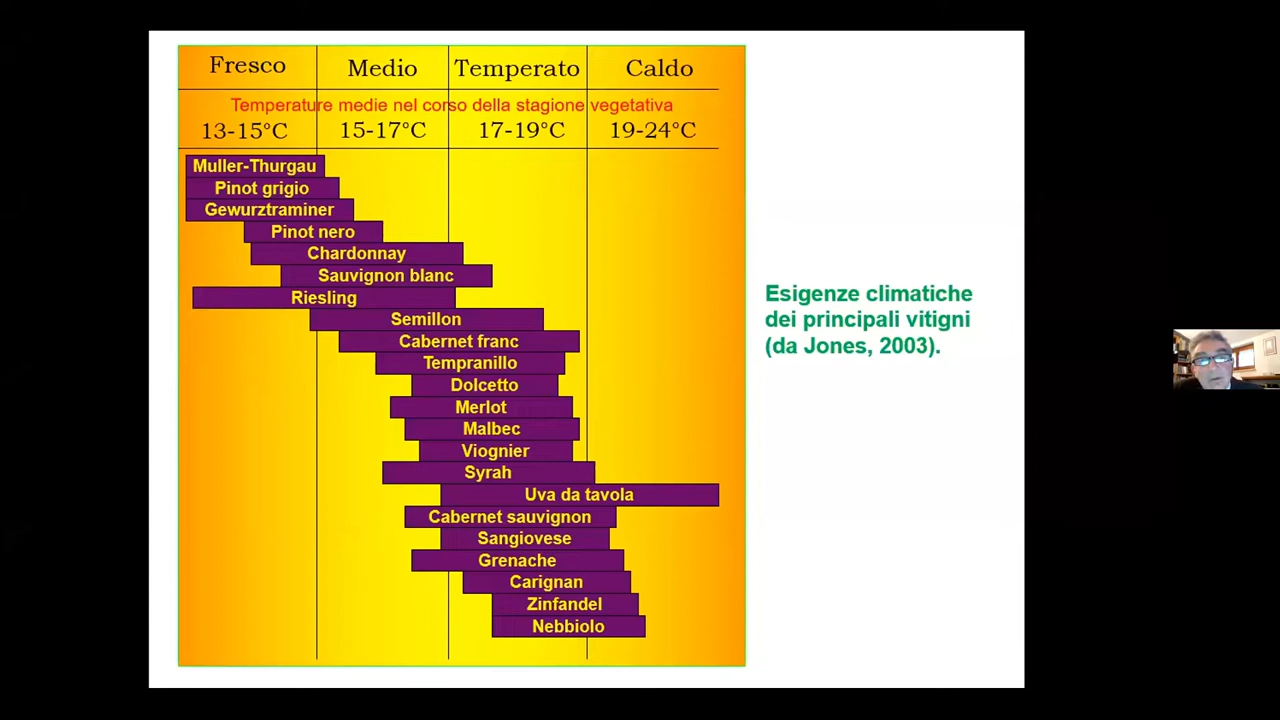 Fresco Medio Temperato Caldo
Temperature medie nel corso della stagione vegetativa
13-15°C 15-17°C 17-19°C 19-24°C
Muller-Thurgau
Pinot grigio
Gewurztraminer
Pinot nero
Chardonnay
Sauvignon blanc
Riesling
Semillon
Cabernet franc
Tempranillo
Dolcetto
Merlot
Malbec
Viognier
Syrah
Uva da tavola
Cabernet sauvignon
Sangiovese
Grenache
Carignan
Zinfandel
Nebbiolo
Esigenze climatiche
dei principali vitigni
(da Jones, 2003).